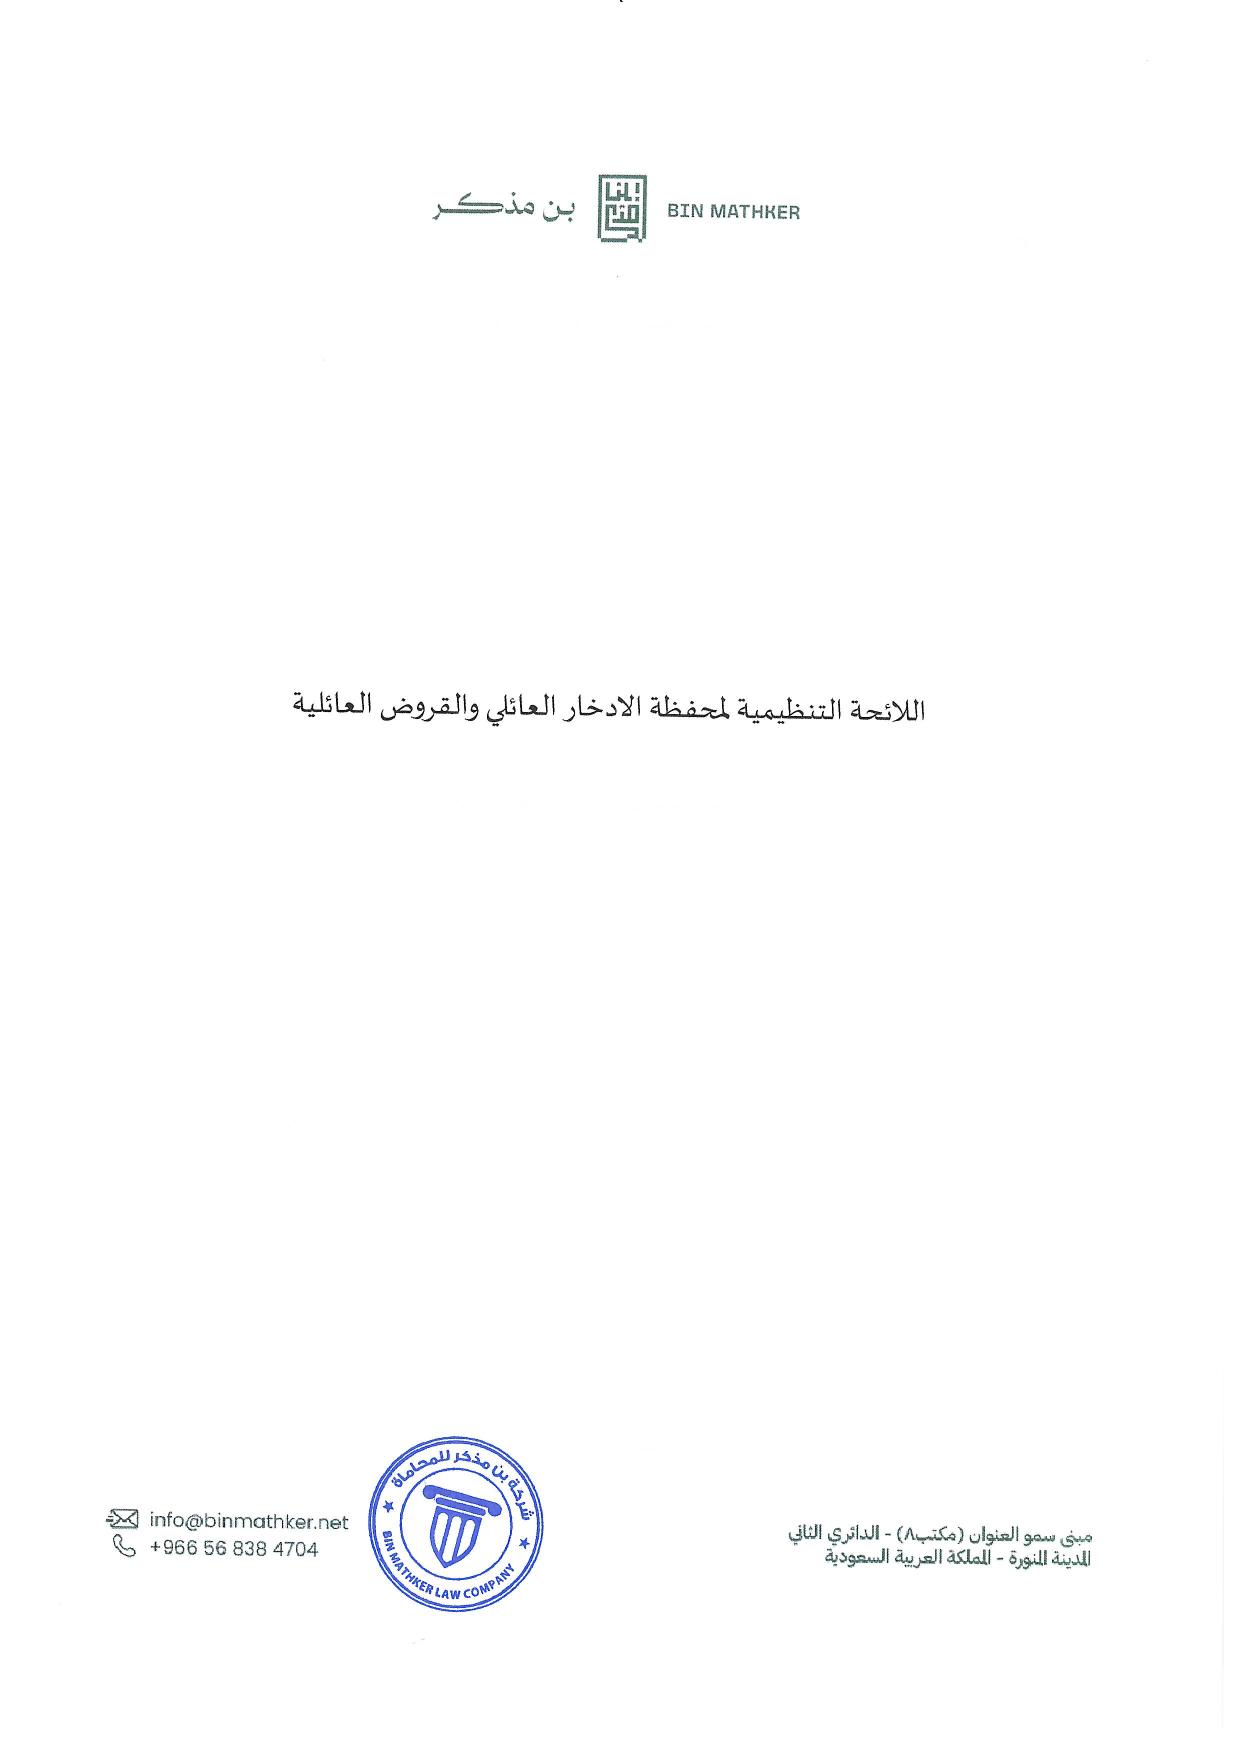 بن مذكر
BIN MATHKER
اللائحة التنظيمية لمحفظة الادخار العائلي والقروض العائلية
شركة بن مذكر للمحاماة
BIN MATHKER LAW COMPANY
info@binmathker.net
+966 56 838 4704
مبنى سمو العنوان (مكتب٨) - الدائري الثاني
المدينة المنورة - المملكة العربية السعودية